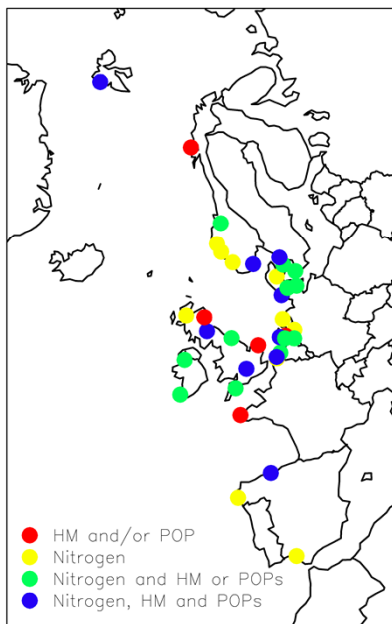 HM and/or POP
Nitrogen
Nitrogen and HM or POPs
Nitrogen, HM and POPs